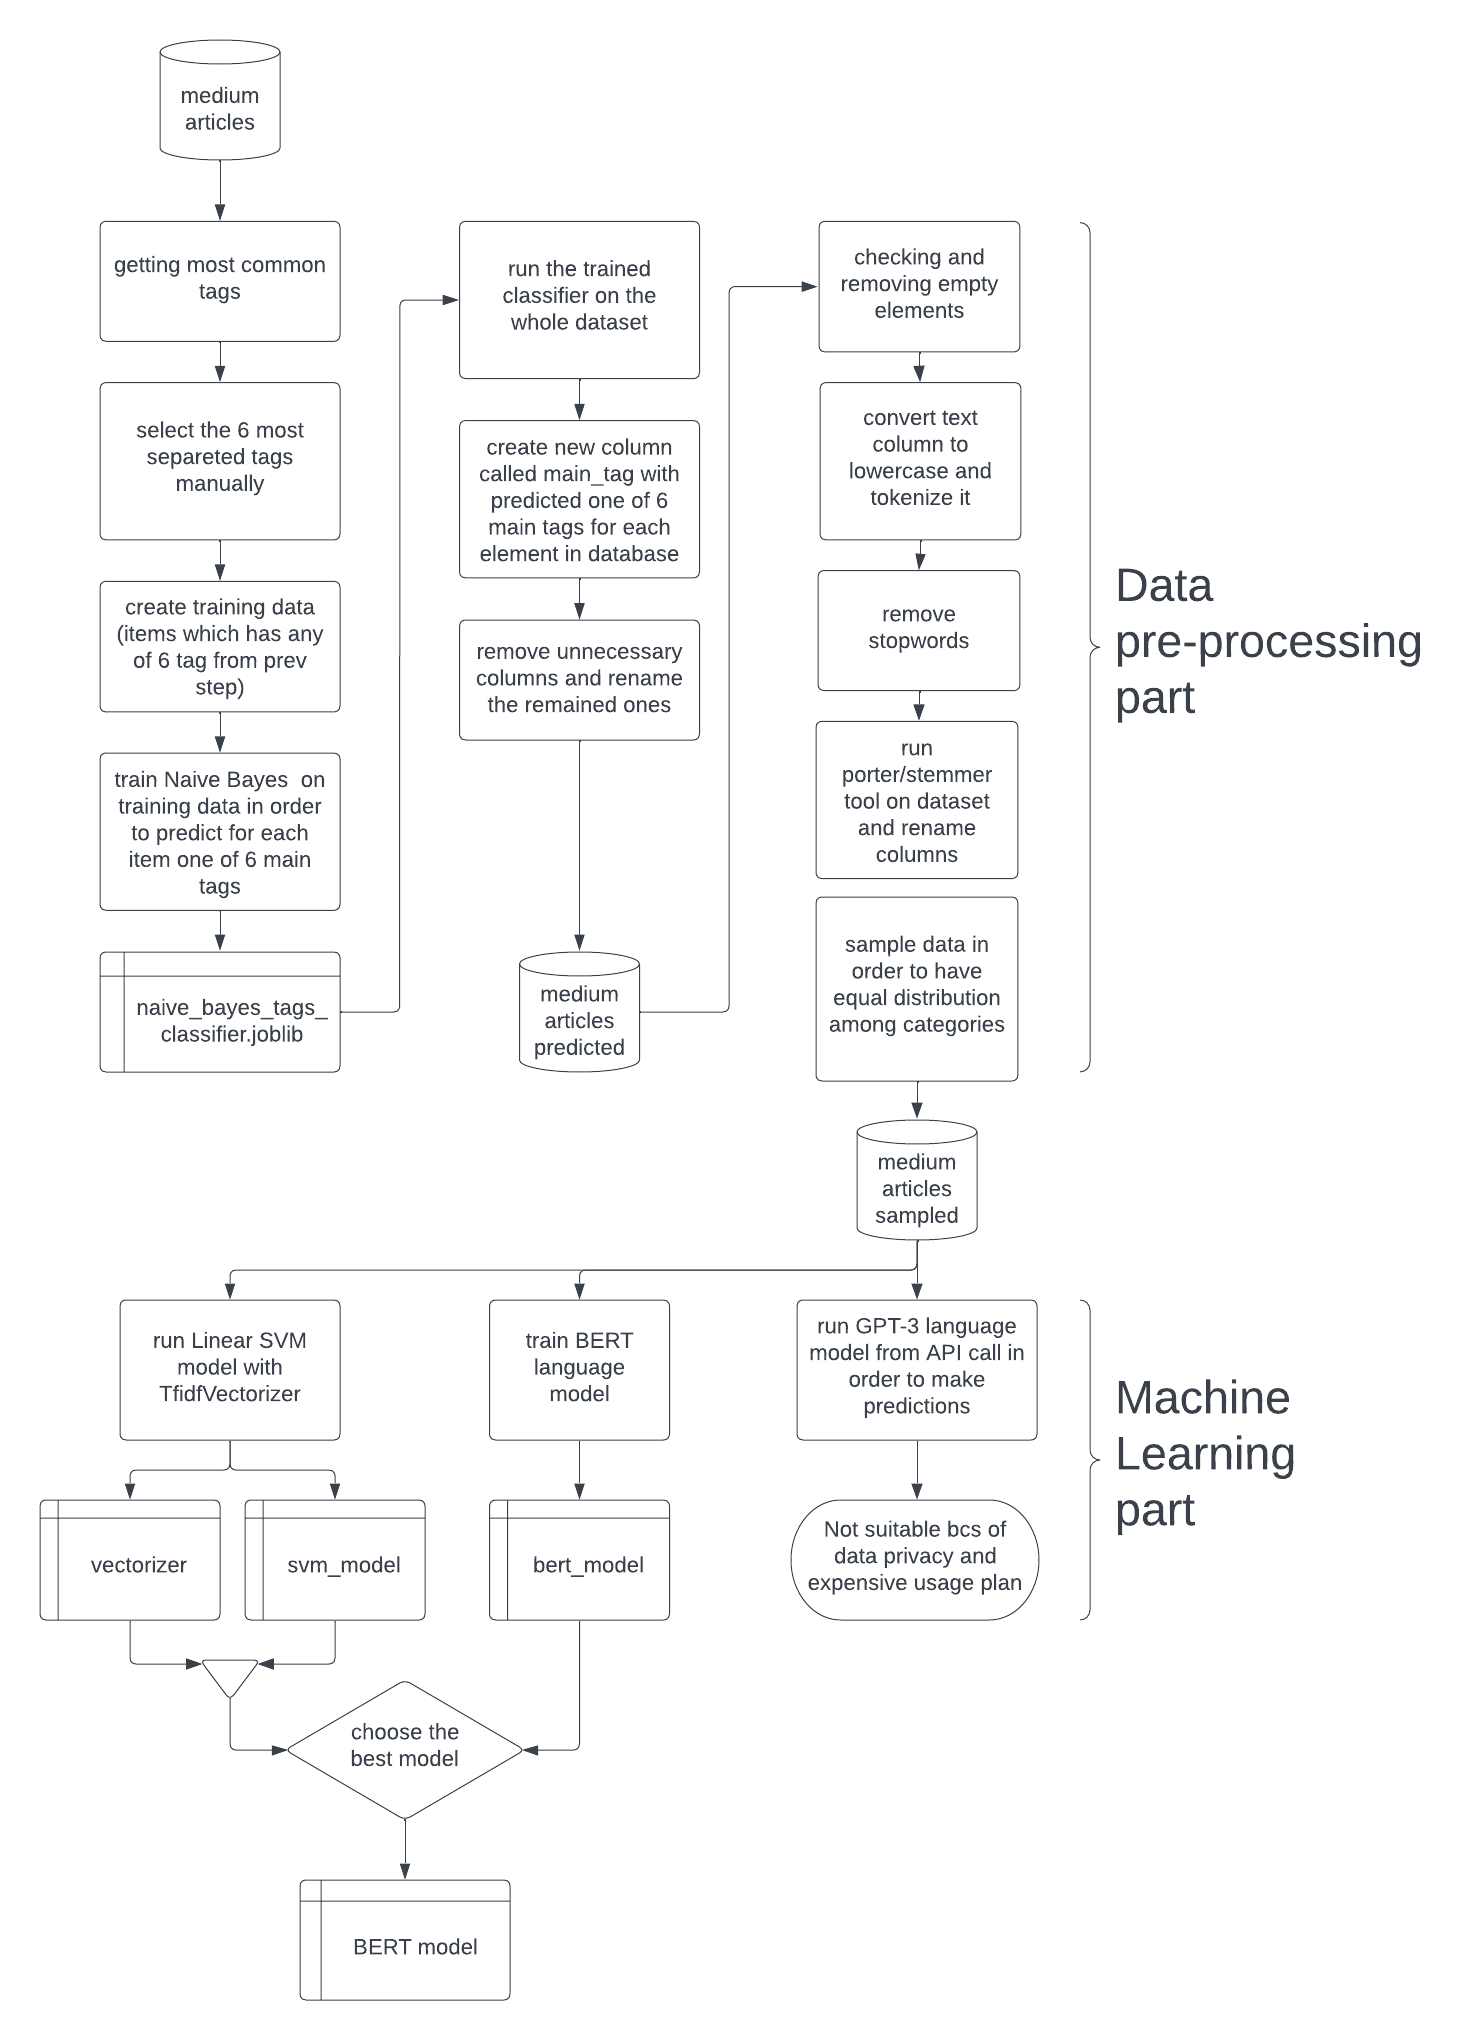 medium
articles
getting most common
tags
select the 6 most
separeted tags
manually
create training data
(items which has any
of 6 tag from prev
step)
train Naive Bayes  on
training data in order
to predict for each
item one of 6 main
tags
naive_bayes_tags_
classifier.joblib
run the trained
classifier on the
whole dataset
create new column
called main_tag with
predicted one of 6
main tags for each
element in database
remove unnecessary
columns and rename
the remained ones
medium
articles
predicted
checking and
removing empty
elements
convert text
column to
lowercase and
tokenize it
remove
stopwords
run
porter/stemmer
tool on dataset
and rename
columns
sample data in
order to have
equal distribution
among categories
Data
pre-processing
part
medium
articles
sampled
run Linear SVM
model with
TfidfVectorizer
train BERT
language
model
run GPT-3 language
model from API call in
order to make
predictions
vectorizer
svm_model
bert_model
Not suitable bcs of
data privacy and
expensive usage plan
Machine
Learning
part
choose the
best model
BERT model